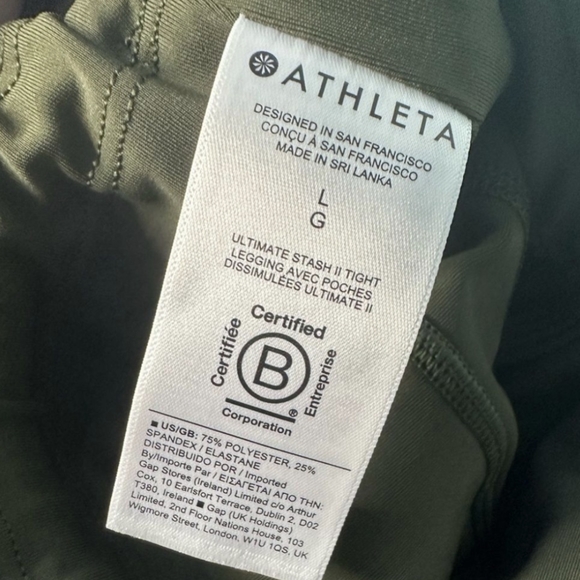 ATHLETA
DESIGNED IN SAN FRANCISCO
CONÇU À SAN FRANCISCO
MADE IN SRI LANKA
L
G
ULTIMATE STASH II TIGHT
LEGGING AVEC POCHES
DISSIMULÉES ULTIMATE II
Certified
Certifiée
B
®
Entreprise
Corporation
■ US/GB: 75% POLYESTER, 25%
SPANDEX / ELASTANE
DISTRIBUIDO POR / Imported
By/Importe Par / ΕΙΣΑΓΕΤΑΙ ΑΠΟ ΤΗΝ:
Gap Stores (Ireland) Limited c/o Arthur
Cox, 10 Earlsfort Terrace, Dublin 2, D02
T380, Ireland ■ Gap (UK Holdings)
Limited, 2nd Floor Nations House, 103
Wigmore Street, London, W1U 1QS, UK